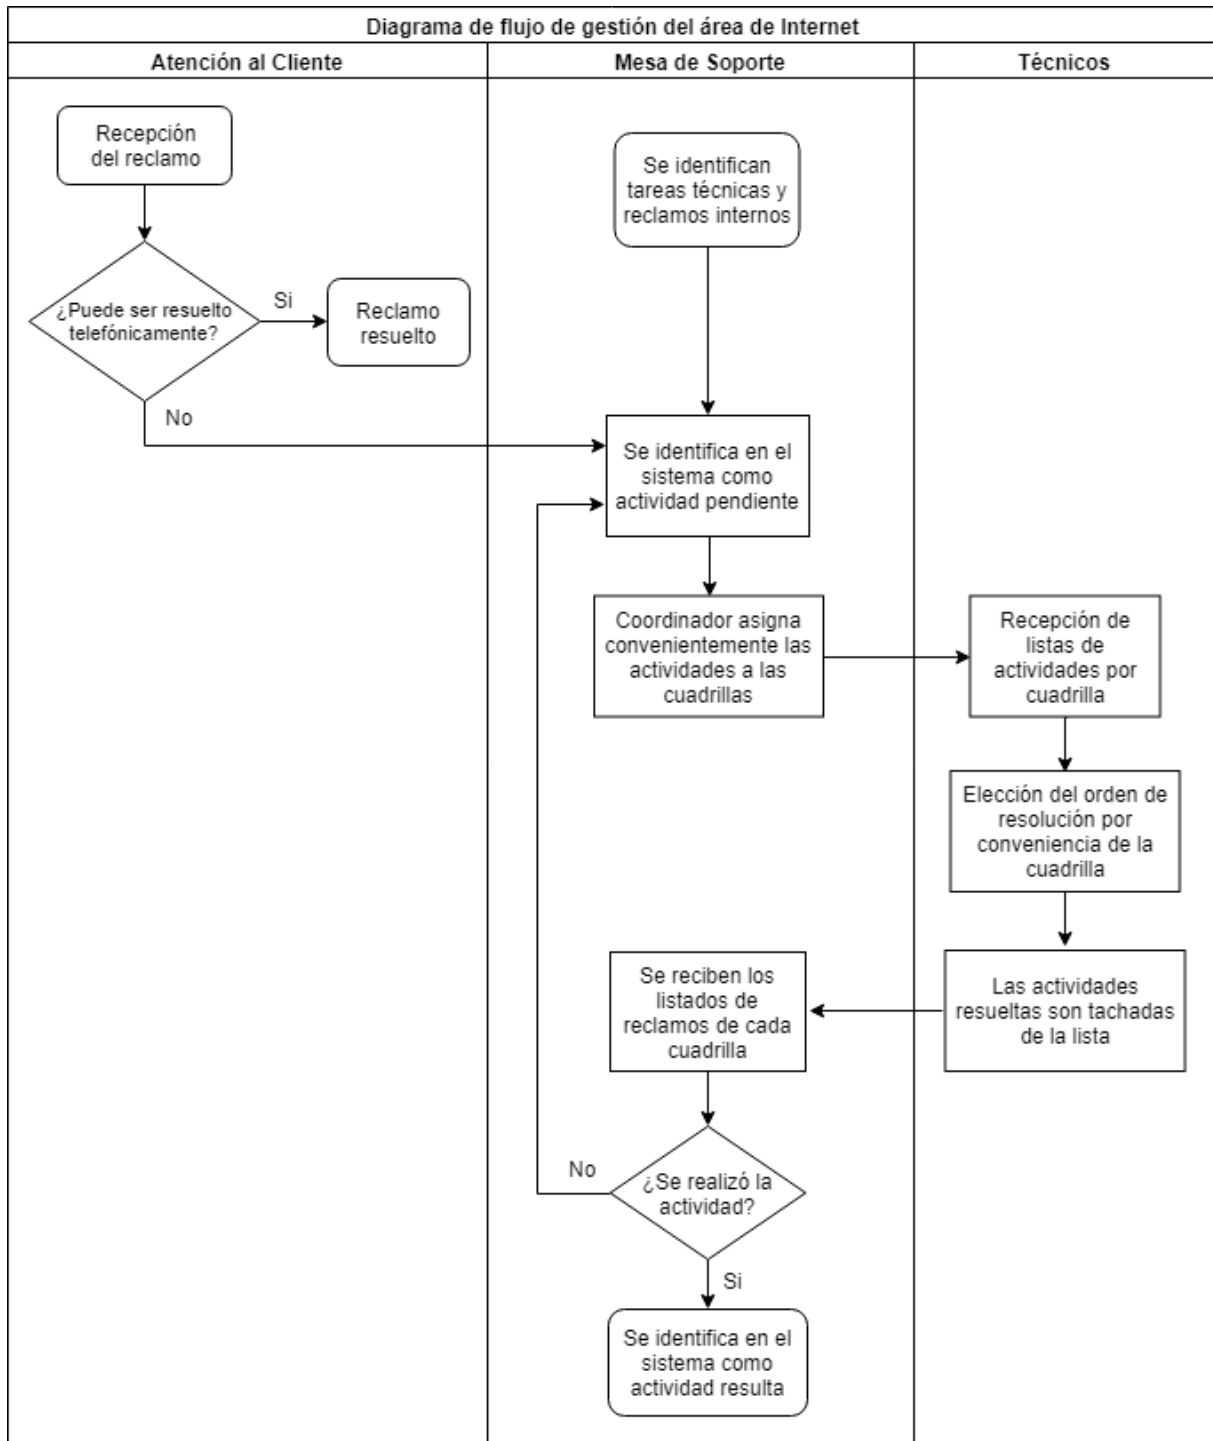 Diagrama de flujo de gestión del área de Internet
Atención al Cliente
Mesa de Soporte
Técnicos
Recepción
del reclamo
¿Puede ser resuelto
telefónicamente?
Si
Reclamo
resuelto
No
Se identifican
tareas técnicas y
reclamos internos
Se identifica en el
sistema como
actividad pendiente
Coordinador asigna
convenientemente las
actividades a las
cuadrillas
Recepción de
listas de
actividades por
cuadrilla
Elección del orden de
resolución por
conveniencia de la
cuadrilla
Las actividades
resueltas son tachadas
de la lista
Se reciben los
listados de
reclamos de cada
cuadrilla
¿Se realizó la
actividad?
No
Si
Se identifica en el
sistema como
actividad resulta